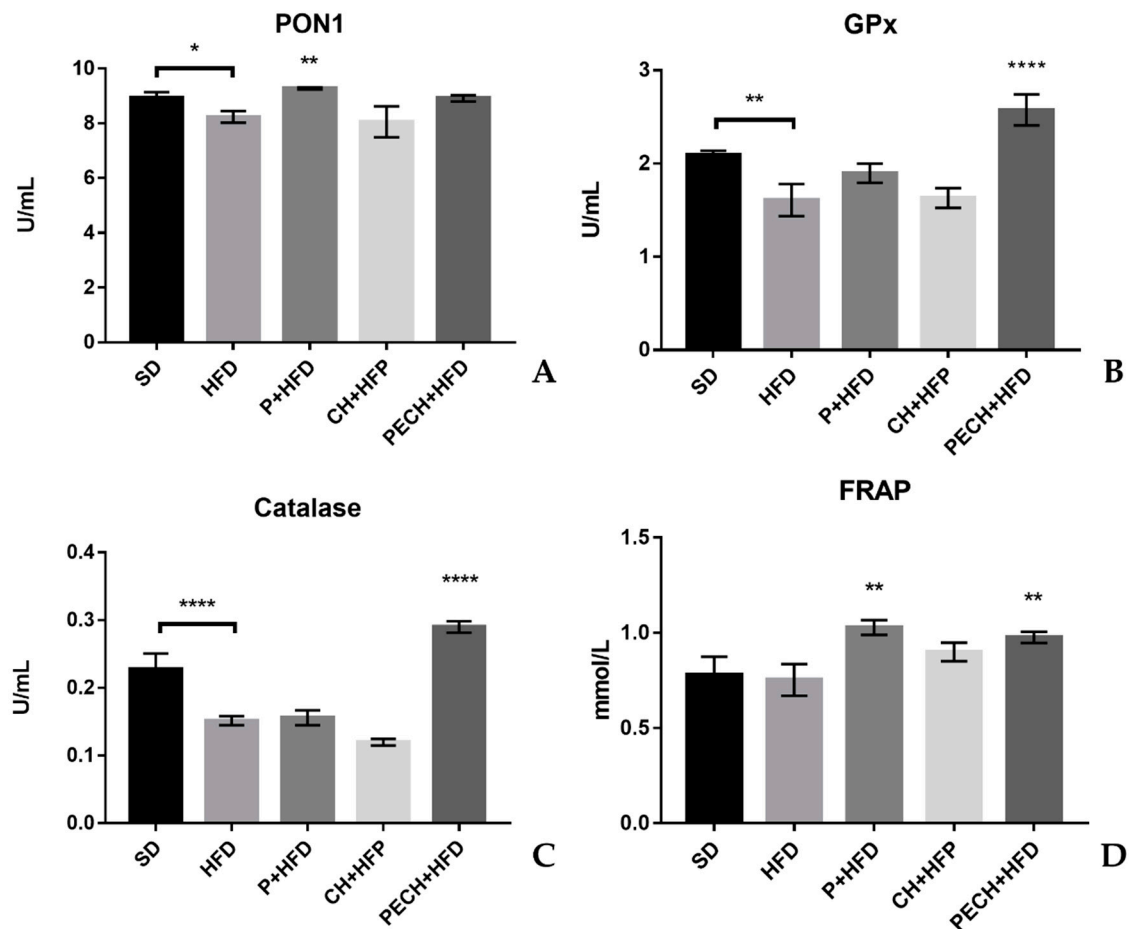 PON1
*
**
10
8
6
4
2
0
U/mL
SD
HFD
P+HFD
CH+HFP
PECH+HFD
A
GPx
**
****
3
2
1
0
U/mL
SD
HFD
P+HFD
CH+HFP
PECH+HFD
B
Catalase
****
****
0.4
0.3
0.2
0.1
0.0
U/mL
SD
HFD
P+HFD
CH+HFP
PECH+HFD
C
FRAP
**
**
1.5
1.0
0.5
0.0
mmol/L
SD
HFD
P+HFD
CH+HFP
PECH+HFD
D